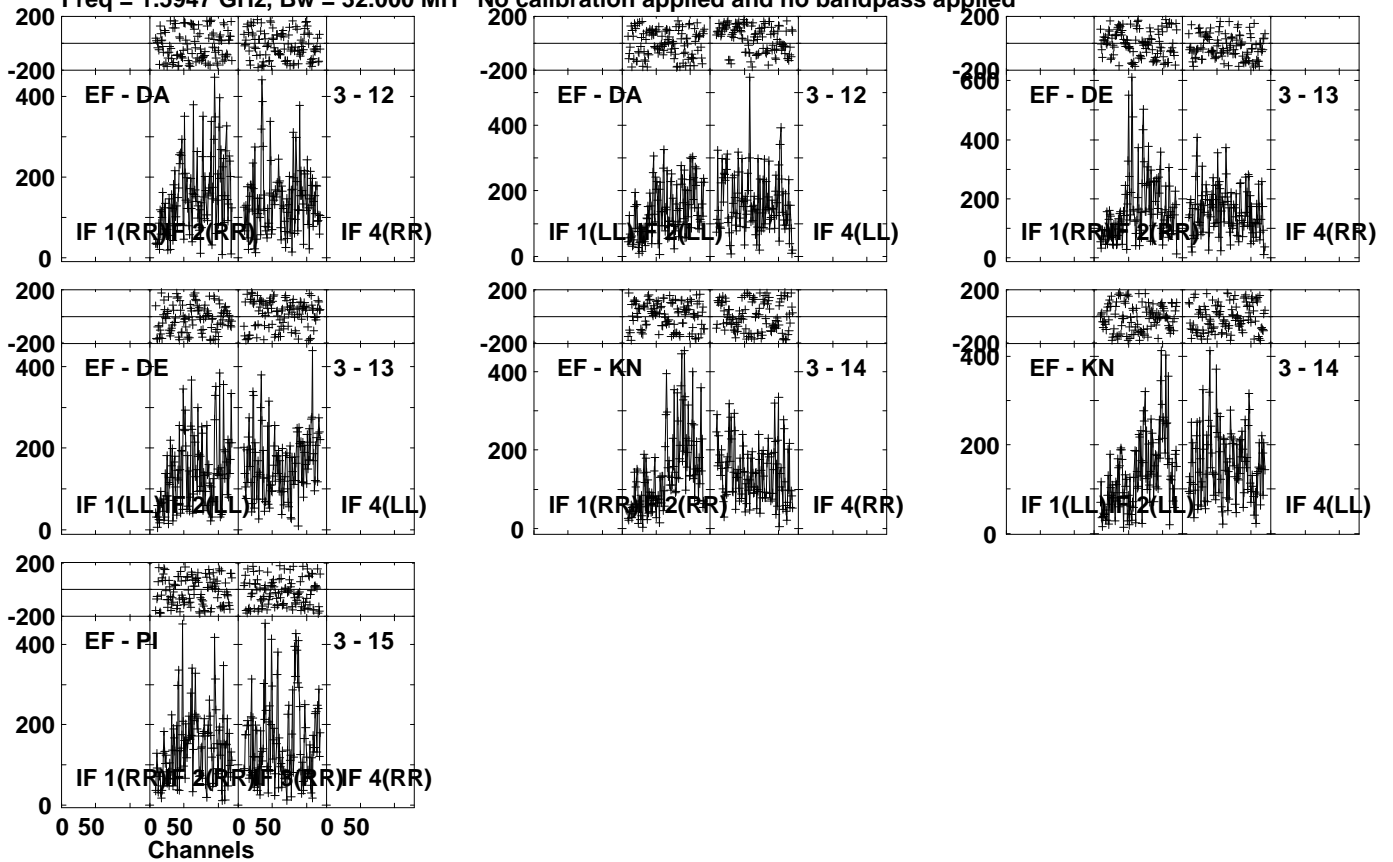 Freq = 1.5947 GHz, Bw = 32.000 MH No calibration applied and no bandpass applied
200 200 200
-200 -200 -200
EF - DA 3 - 12 EF - DA 3 - 12 EF - DE 3 - 13
600
400 400 400
200 200 200
IF 1(RR) IF 2(RR) IF 4(RR) IF 1(LL) IF 2(LL) IF 4(LL) IF 1(RR) IF 2(RR) IF 4(RR)
0 0 0
200 200 200
-200 -200 -200
EF - DE 3 - 13 EF - KN 3 - 14 EF - KN 3 - 14
400 400 400
200 200 200
IF 1(LL) IF 2(LL) IF 4(LL) IF 1(RR) IF 2(RR) IF 4(RR) IF 1(LL) IF 2(LL) IF 4(LL)
0 0 0
200
-200
EF - PI 3 - 15
400
200
IF 1(RR) IF 2(RR) IF 3(RR) IF 4(RR)
0
0 50 0 50 0 50 0 50
Channels